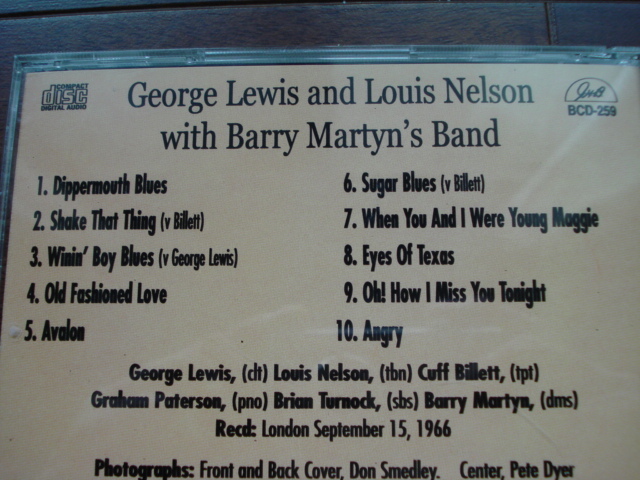 COMPACT
disc
DIGITAL AUDIO
George Lewis and Louis Nelson
with Barry Martyn's Band
BCD-259
1. Dippermouth Blues
2. Shake That Thing (v Billett)
3. Winin' Boy Blues (v George Lewis)
4. Old Fashioned Love
5. Avalon
6. Sugar Blues (v Billett)
7. When You And I Were Young Maggie
8. Eyes Of Texas
9. Oh! How I Miss You Tonight
10. Angry
George Lewis, (clt) Louis Nelson, (tbn) Cuff Billett, (tpt)
Graham Paterson, (pno) Brian Turnock, (sbs) Barry Martyn, (dms)
Recd: London September 15, 1966
Photographs: Front and Back Cover, Don Smedley. Center, Pete Dyer